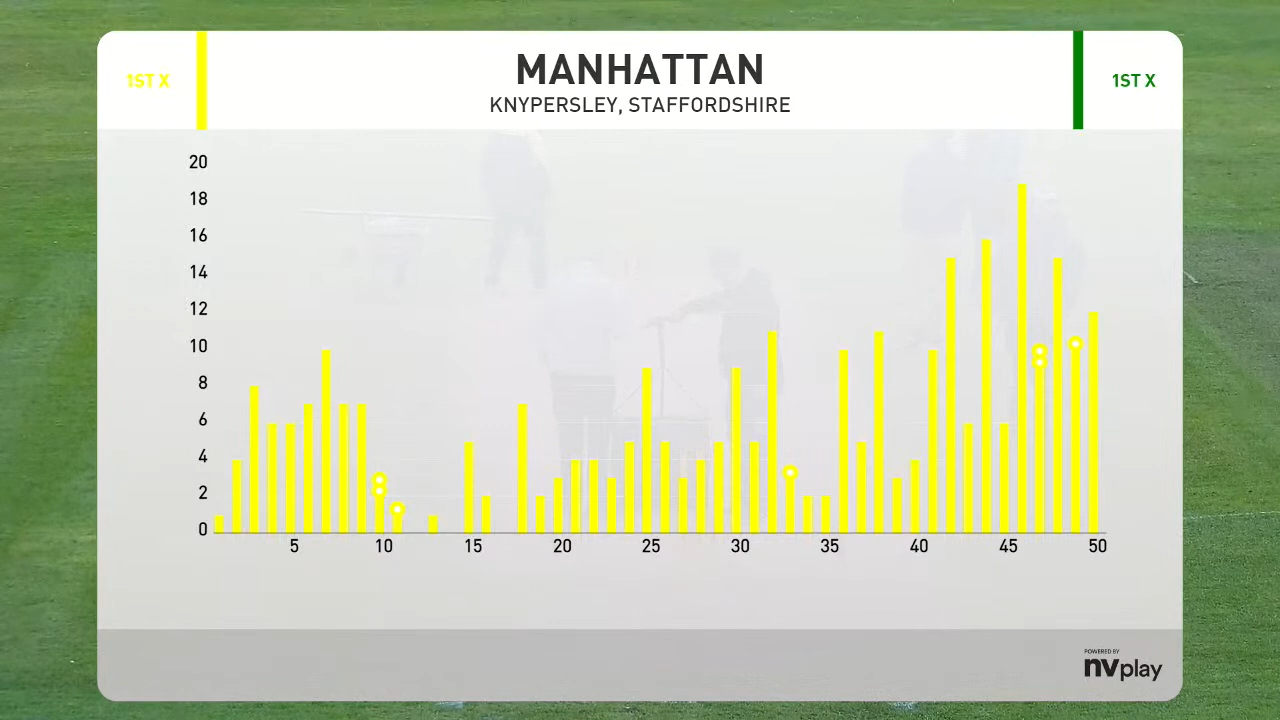 1ST X
MANHATTAN
KNYPERSLEY, STAFFORDSHIRE
1ST X
20
18
16
14
12
10
8
6
4
2
0
5 10 15 20 25 30 35 40 45 50
POWERED BY
nvplay